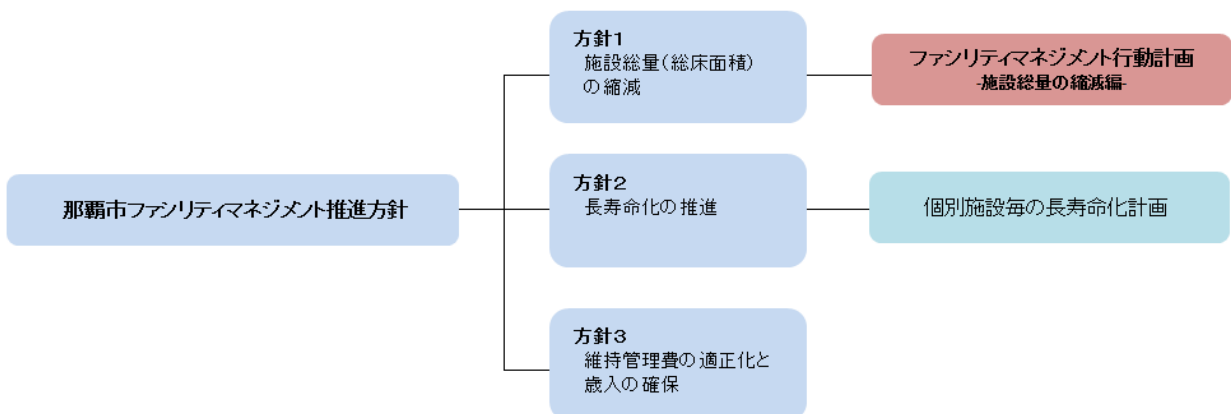 那覇市ファシリティマネジメント推進方針
方針1
施設総量(総床面積)
の縮減
ファシリティマネジメント行動計画
-施設総量の縮減編-
方針2
長寿命化の推進
個別施設毎の長寿命化計画
方針3
維持管理費の適正化と
歳入の確保